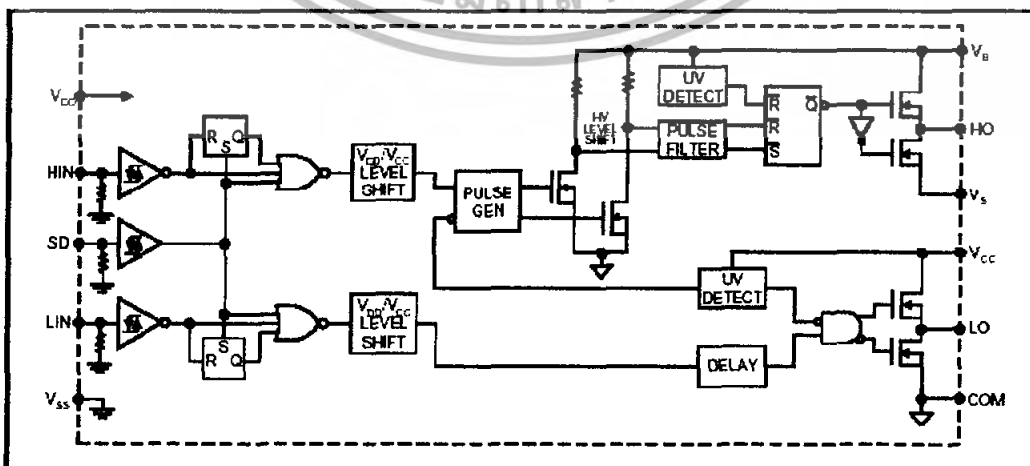 V_DD
HIN
SD
LIN
V_SS
R
S
Q
V_DD/V_CC
LEVEL
SHIFT
PULSE
GEN
HV
LEVEL
SHIFT
UV
DETECT
PULSE
FILTER
R̅
R̅
S̅
Q̅
V_B
HO
V_S
R
S
Q
V_DD/V_CC
LEVEL
SHIFT
UV
DETECT
DELAY
V_CC
LO
COM